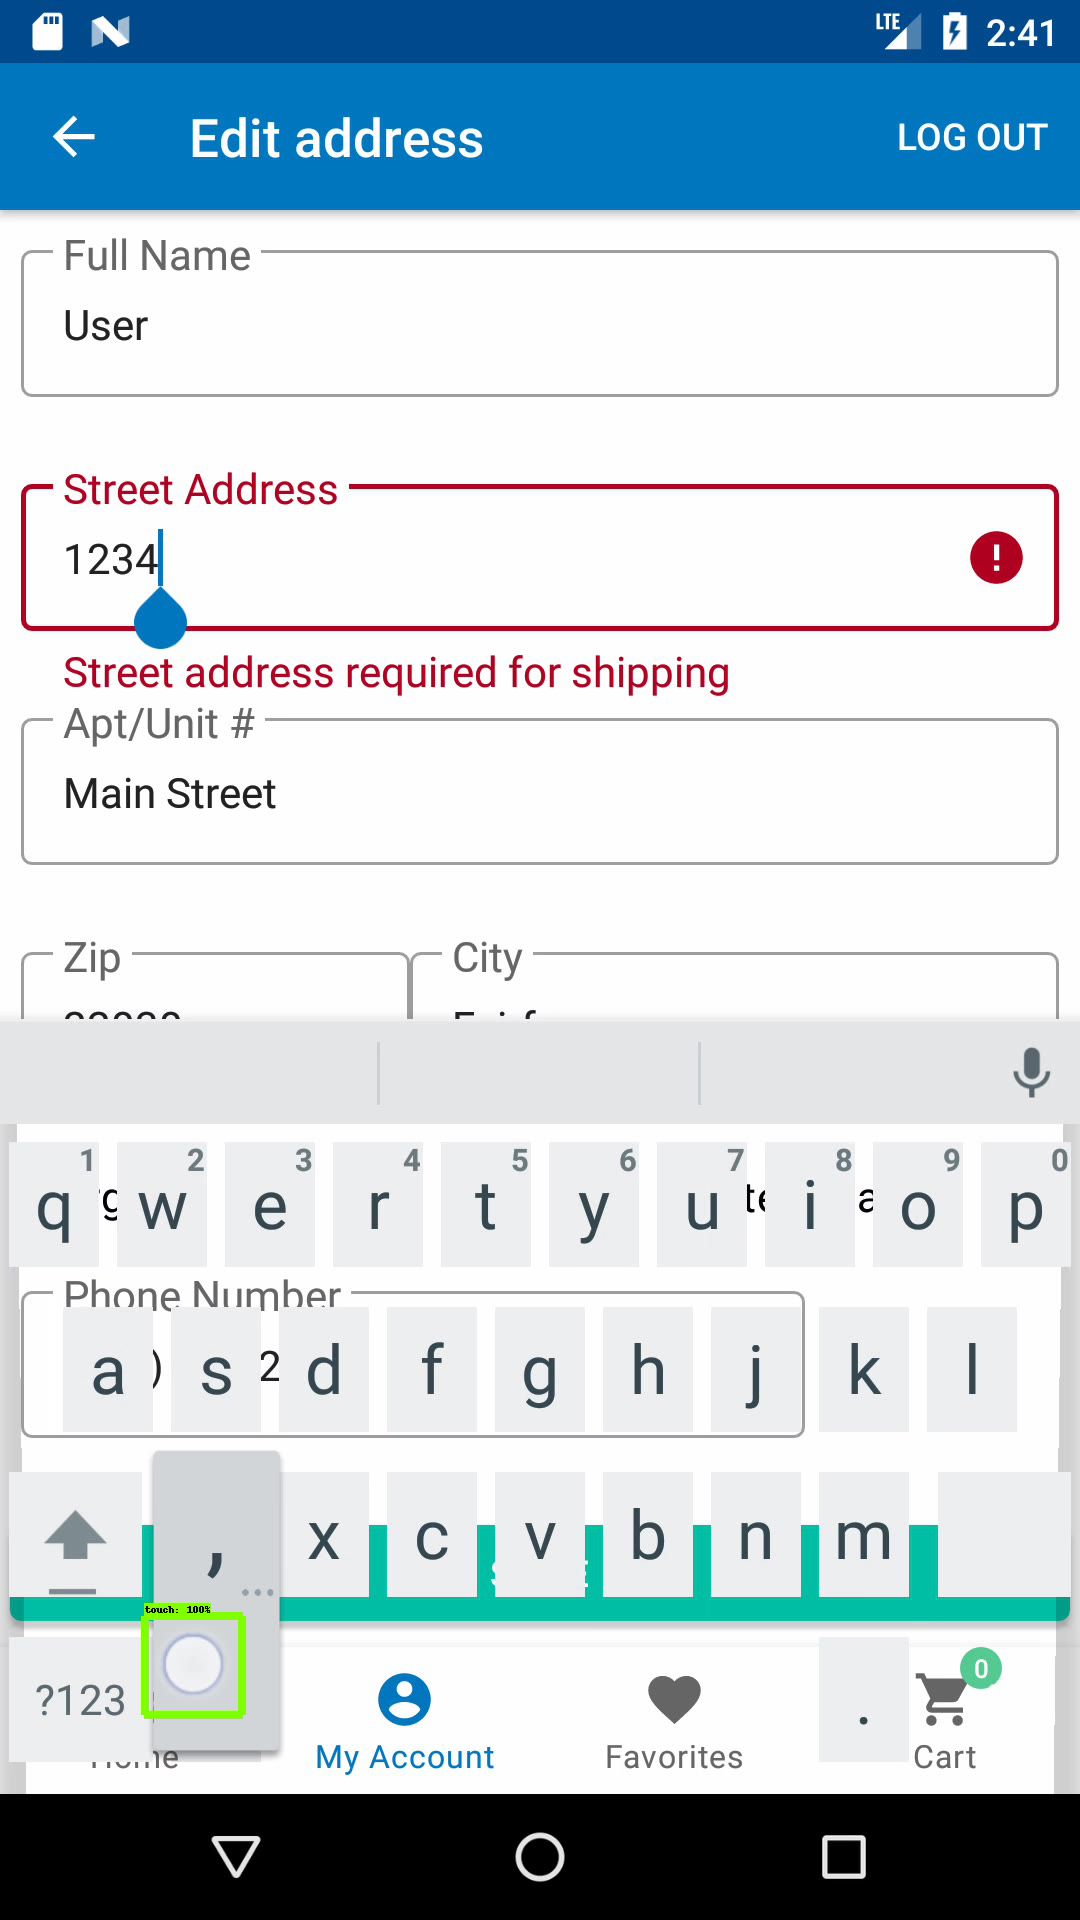 LTE 2:41
Edit address LOG OUT
Full Name
User
Street Address
1234
!
Street address required for shipping
Apt/Unit #
Main Street
Zip City
1 2 3 4 5 6 7 8 9 0
q w e r t y u i o p
Phone Number
a ) s 2 d f g h j k l
, x c v b n m
touch: 100%
?123 . 0
Home My Account Favorites Cart